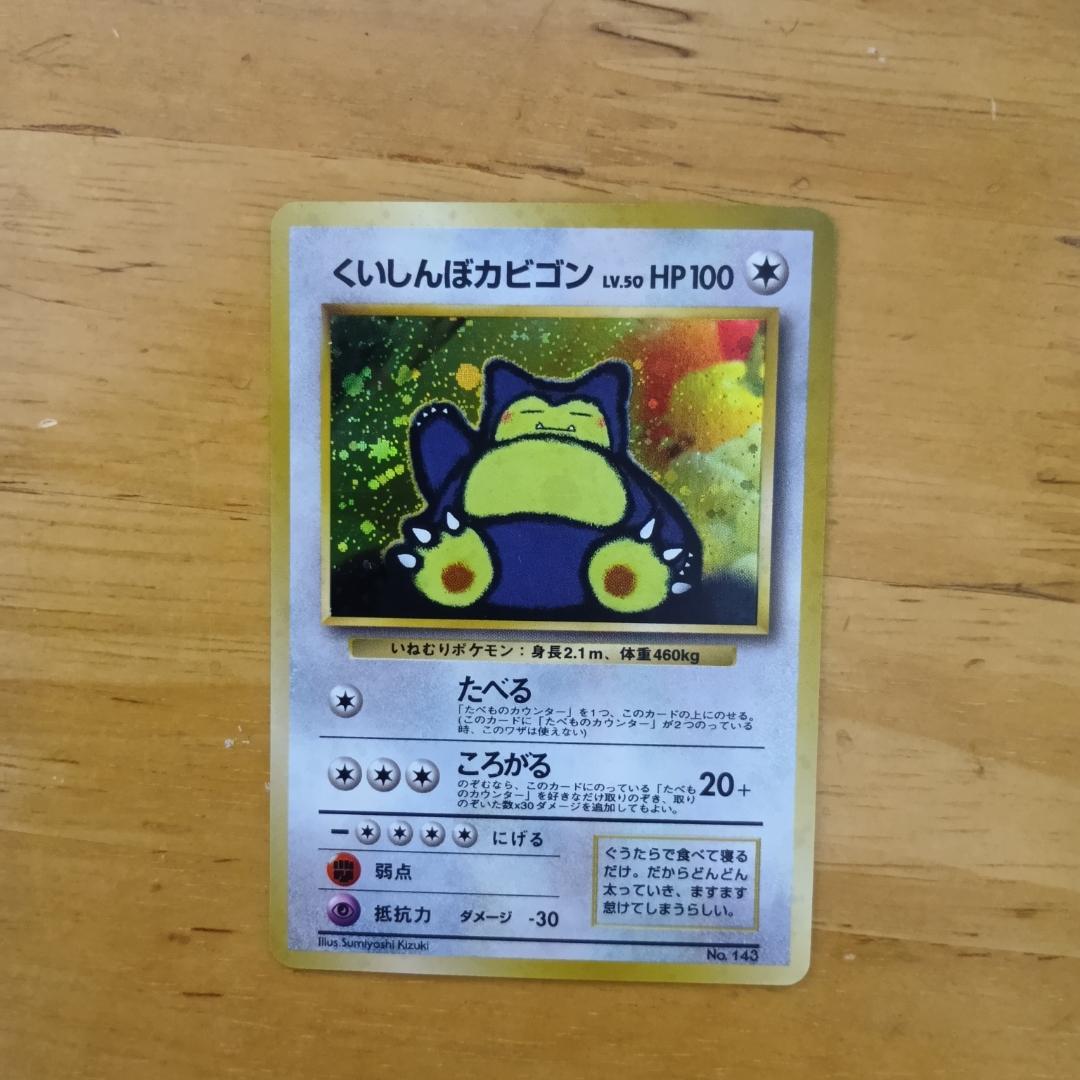 くいしんぼカビゴン LV.50 HP100
いねむりポケモン：身長2.1m、体重460kg
たべる
「たべものカウンター」を1つ、このカードの上にのせる。
(このカードに「たべものカウンター」が2つのっている
時、このワザは使えない)
ころがる
のぞむなら、このカードにのっている「たべも
のカウンター」を好きなだけ取りのぞき、取り
のぞいた数x30ダメージを追加してもよい。
20+
にげる
弱点
抵抗力 ダメージ -30
ぐうたらで食べて寝る
だけ。だからどんどん
太っていき、ますます
怠けてしまうらしい。
Illus. Sumiyoshi Kizuki
No. 143